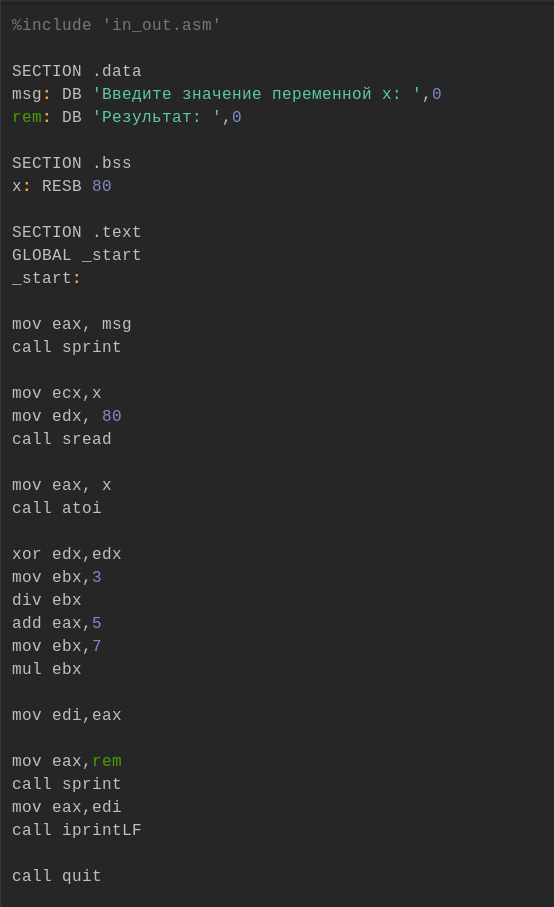 %include 'in_out.asm'
SECTION .data
msg: DB 'Введите значение переменной x: ',0
rem: DB 'Результат: ',0
SECTION .bss
x: RESB 80
SECTION .text
GLOBAL _start
_start:
mov eax, msg
call sprint
mov ecx,x
mov edx, 80
call sread
mov eax, x
call atoi
xor edx,edx
mov ebx,3
div ebx
add eax,5
mov ebx,7
mul ebx
mov edi,eax
mov eax,rem
call sprint
mov eax,edi
call iprintLF
call quit